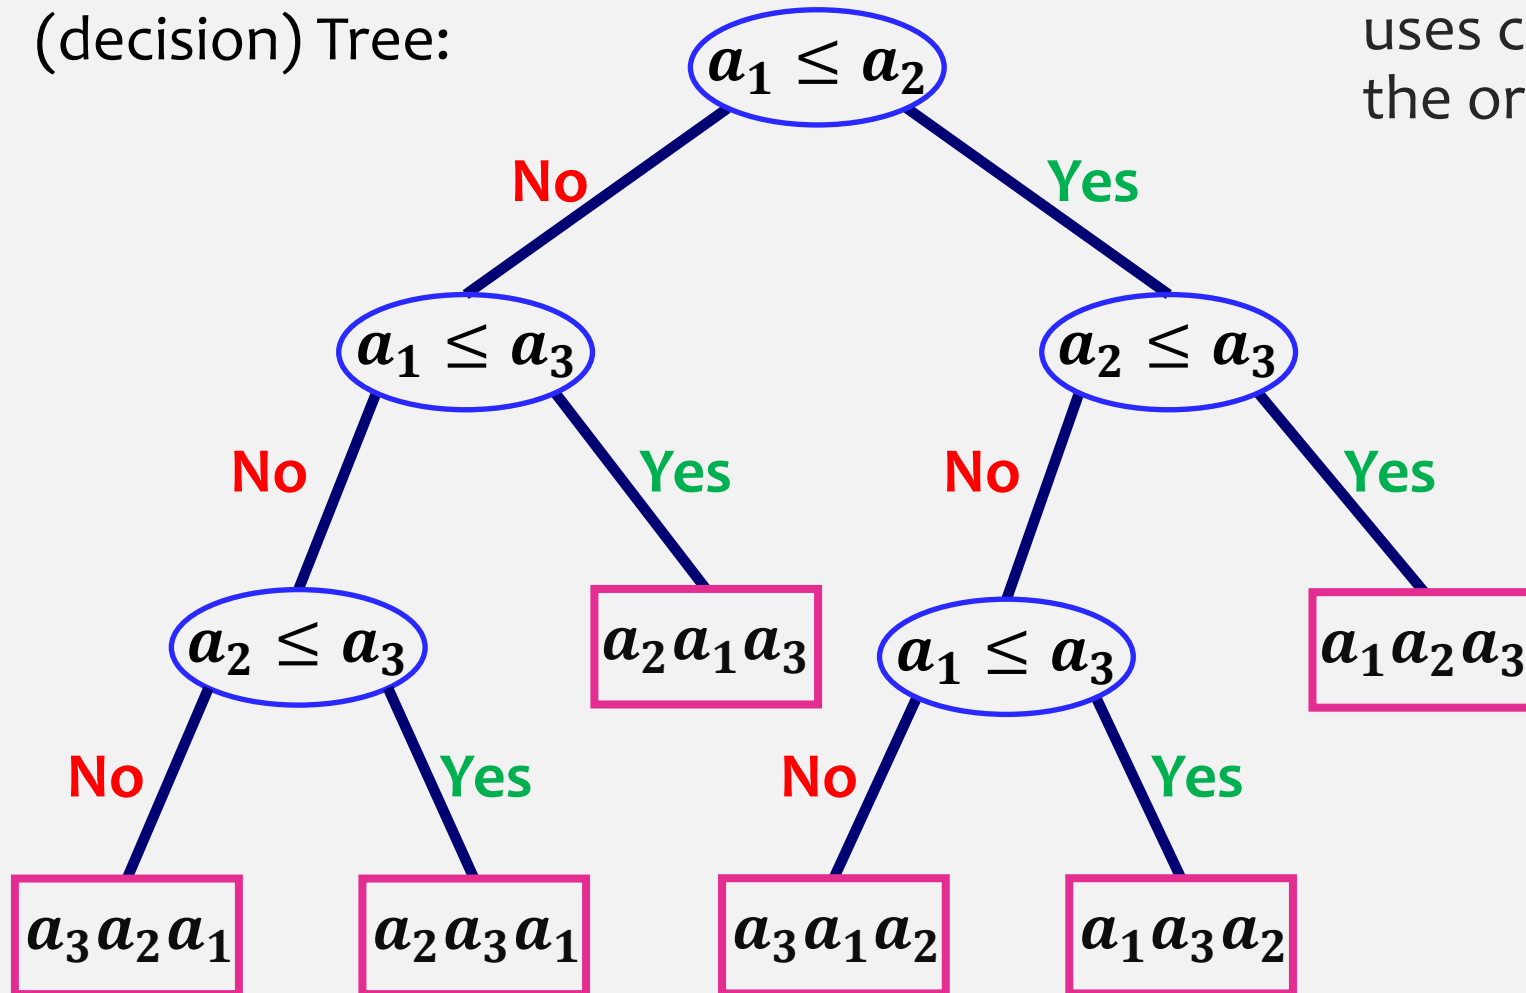 (decision) Tree:
uses c
the or
a₁ ≤ a₂
No
Yes
a₁ ≤ a₃
a₂ ≤ a₃
No
Yes
No
Yes
a₂ ≤ a₃
a₂a₁a₃
a₁ ≤ a₃
a₁a₂a₃
No
Yes
No
Yes
a₃a₂a₁
a₂a₃a₁
a₃a₁a₂
a₁a₃a₂